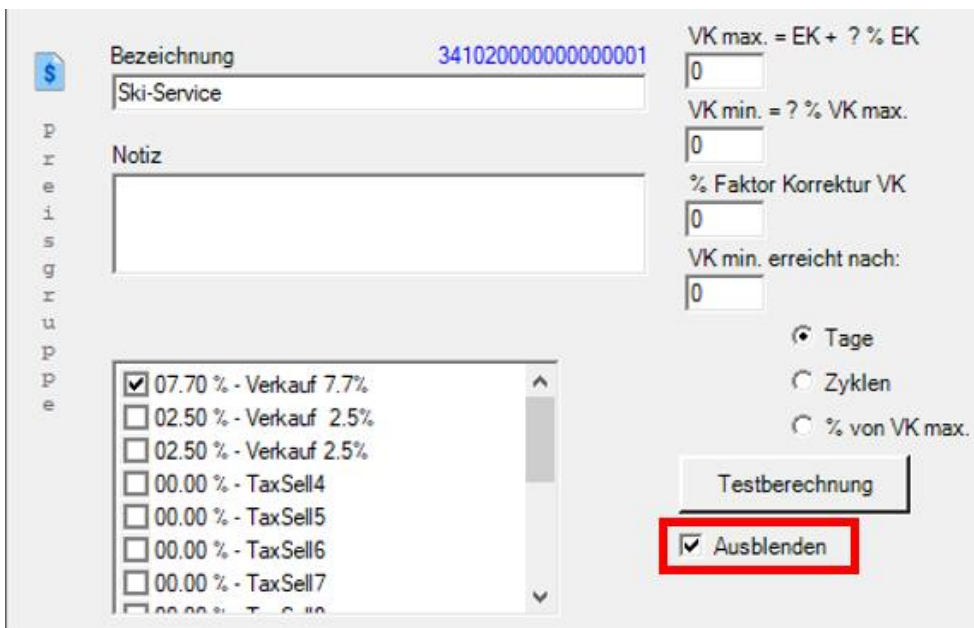 Preisgruppe
Bezeichnung 341020000000000001
Ski-Service
Notiz
07.70 % - Verkauf 7.7%
02.50 % - Verkauf  2.5%
02.50 % - Verkauf 2.5%
00.00 % - TaxSell4
00.00 % - TaxSell5
00.00 % - TaxSell6
00.00 % - TaxSell7
VK max. = EK +  ? % EK
0
VK min. = ? % VK max.
0
% Faktor Korrektur VK
0
VK min. erreicht nach:
0
Tage
Zyklen
% von VK max.
Testberechnung
Ausblenden